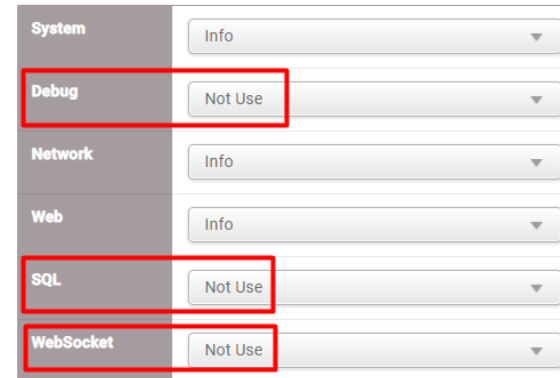 System Info
Debug Not Use
Network Info
Web Info
SQL Not Use
WebSocket Not Use